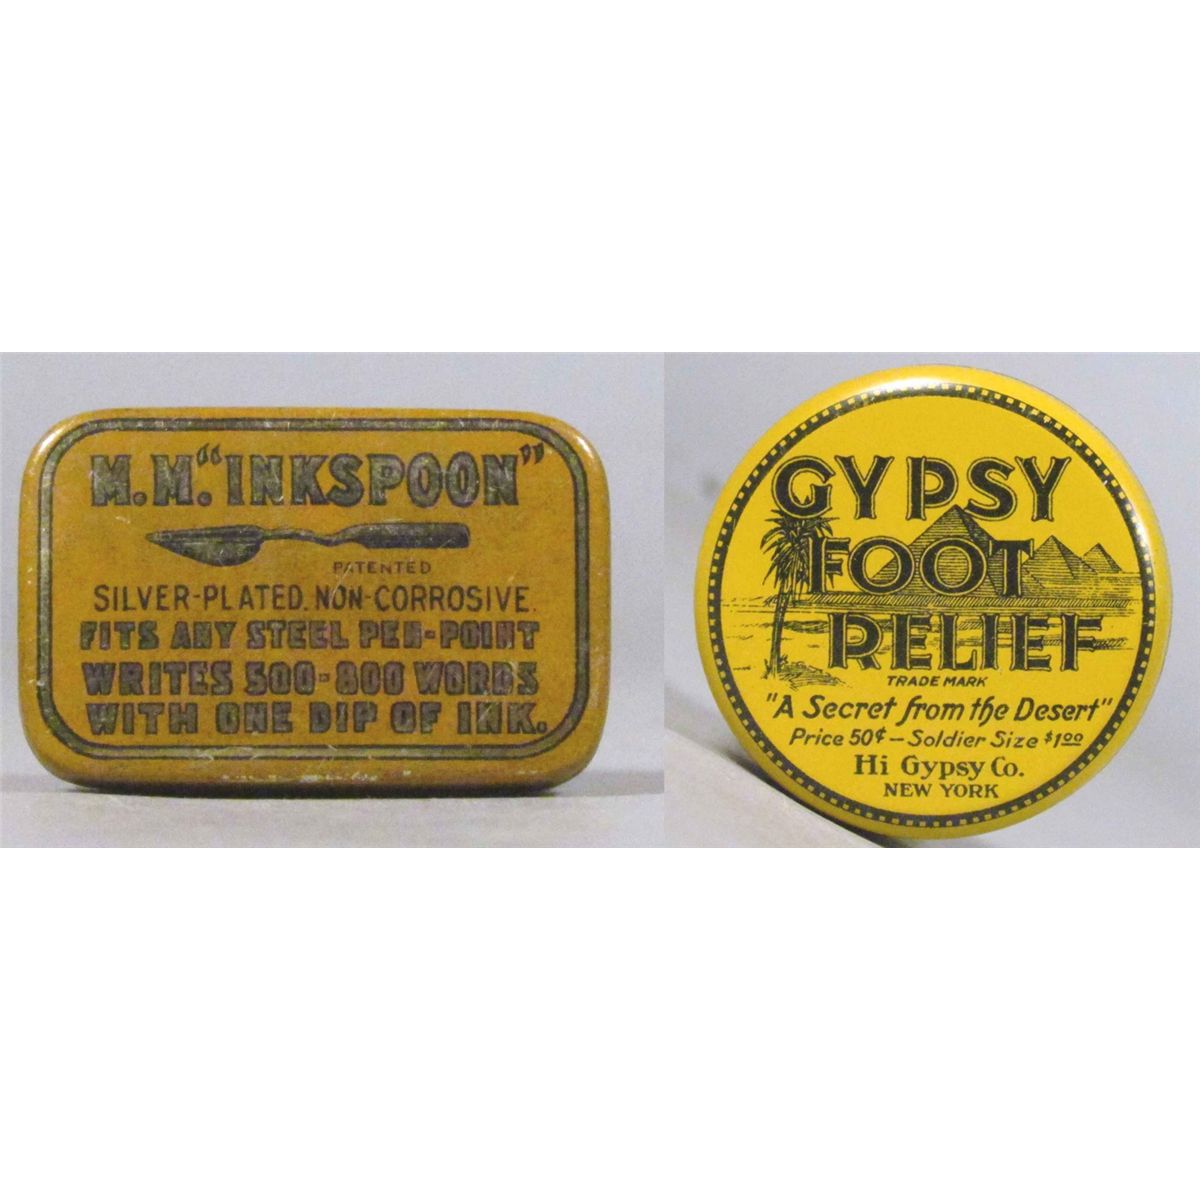 M.M. "INKSPOON"
PATENTED
SILVER-PLATED. NON-CORROSIVE.
FITS ANY STEEL PEN-POINT
WRITES 500-800 WORDS
WITH ONE DIP OF INK.
GYPSY
FOOT
RELIEF
TRADE MARK
"A Secret from the Desert"
Price 50¢ — Soldier Size $1.00
Hi Gypsy Co.
NEW YORK